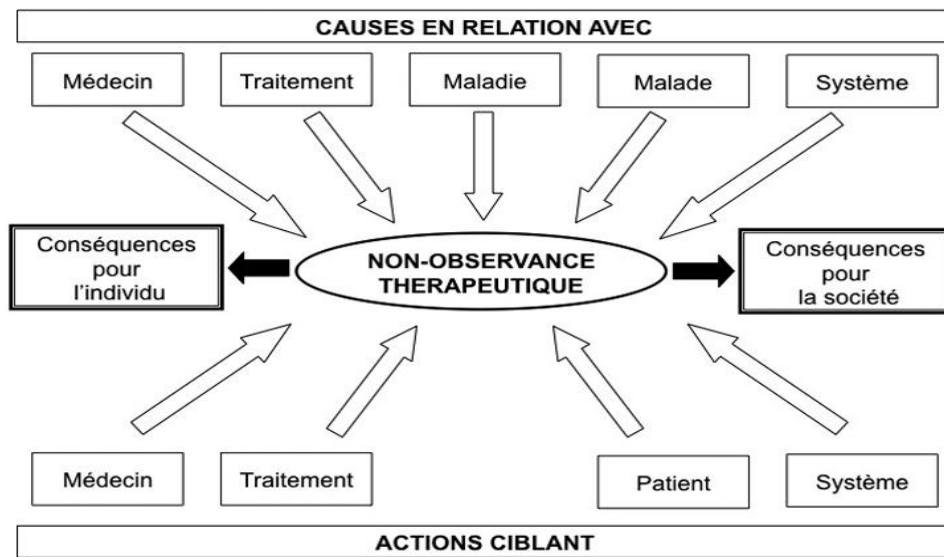 CAUSES EN RELATION AVEC
Médecin
Traitement
Maladie
Malade
Système
Conséquences
pour
l'individu
NON-OBSERVANCE
THERAPEUTIQUE
Conséquences
pour
la société
Médecin
Traitement
Patient
Système
ACTIONS CIBLANT